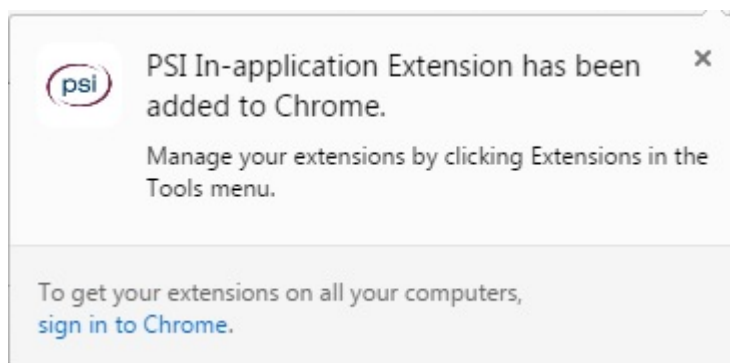 psi
PSI In-application Extension has been
added to Chrome.
Manage your extensions by clicking Extensions in the
Tools menu.
To get your extensions on all your computers,
sign in to Chrome.